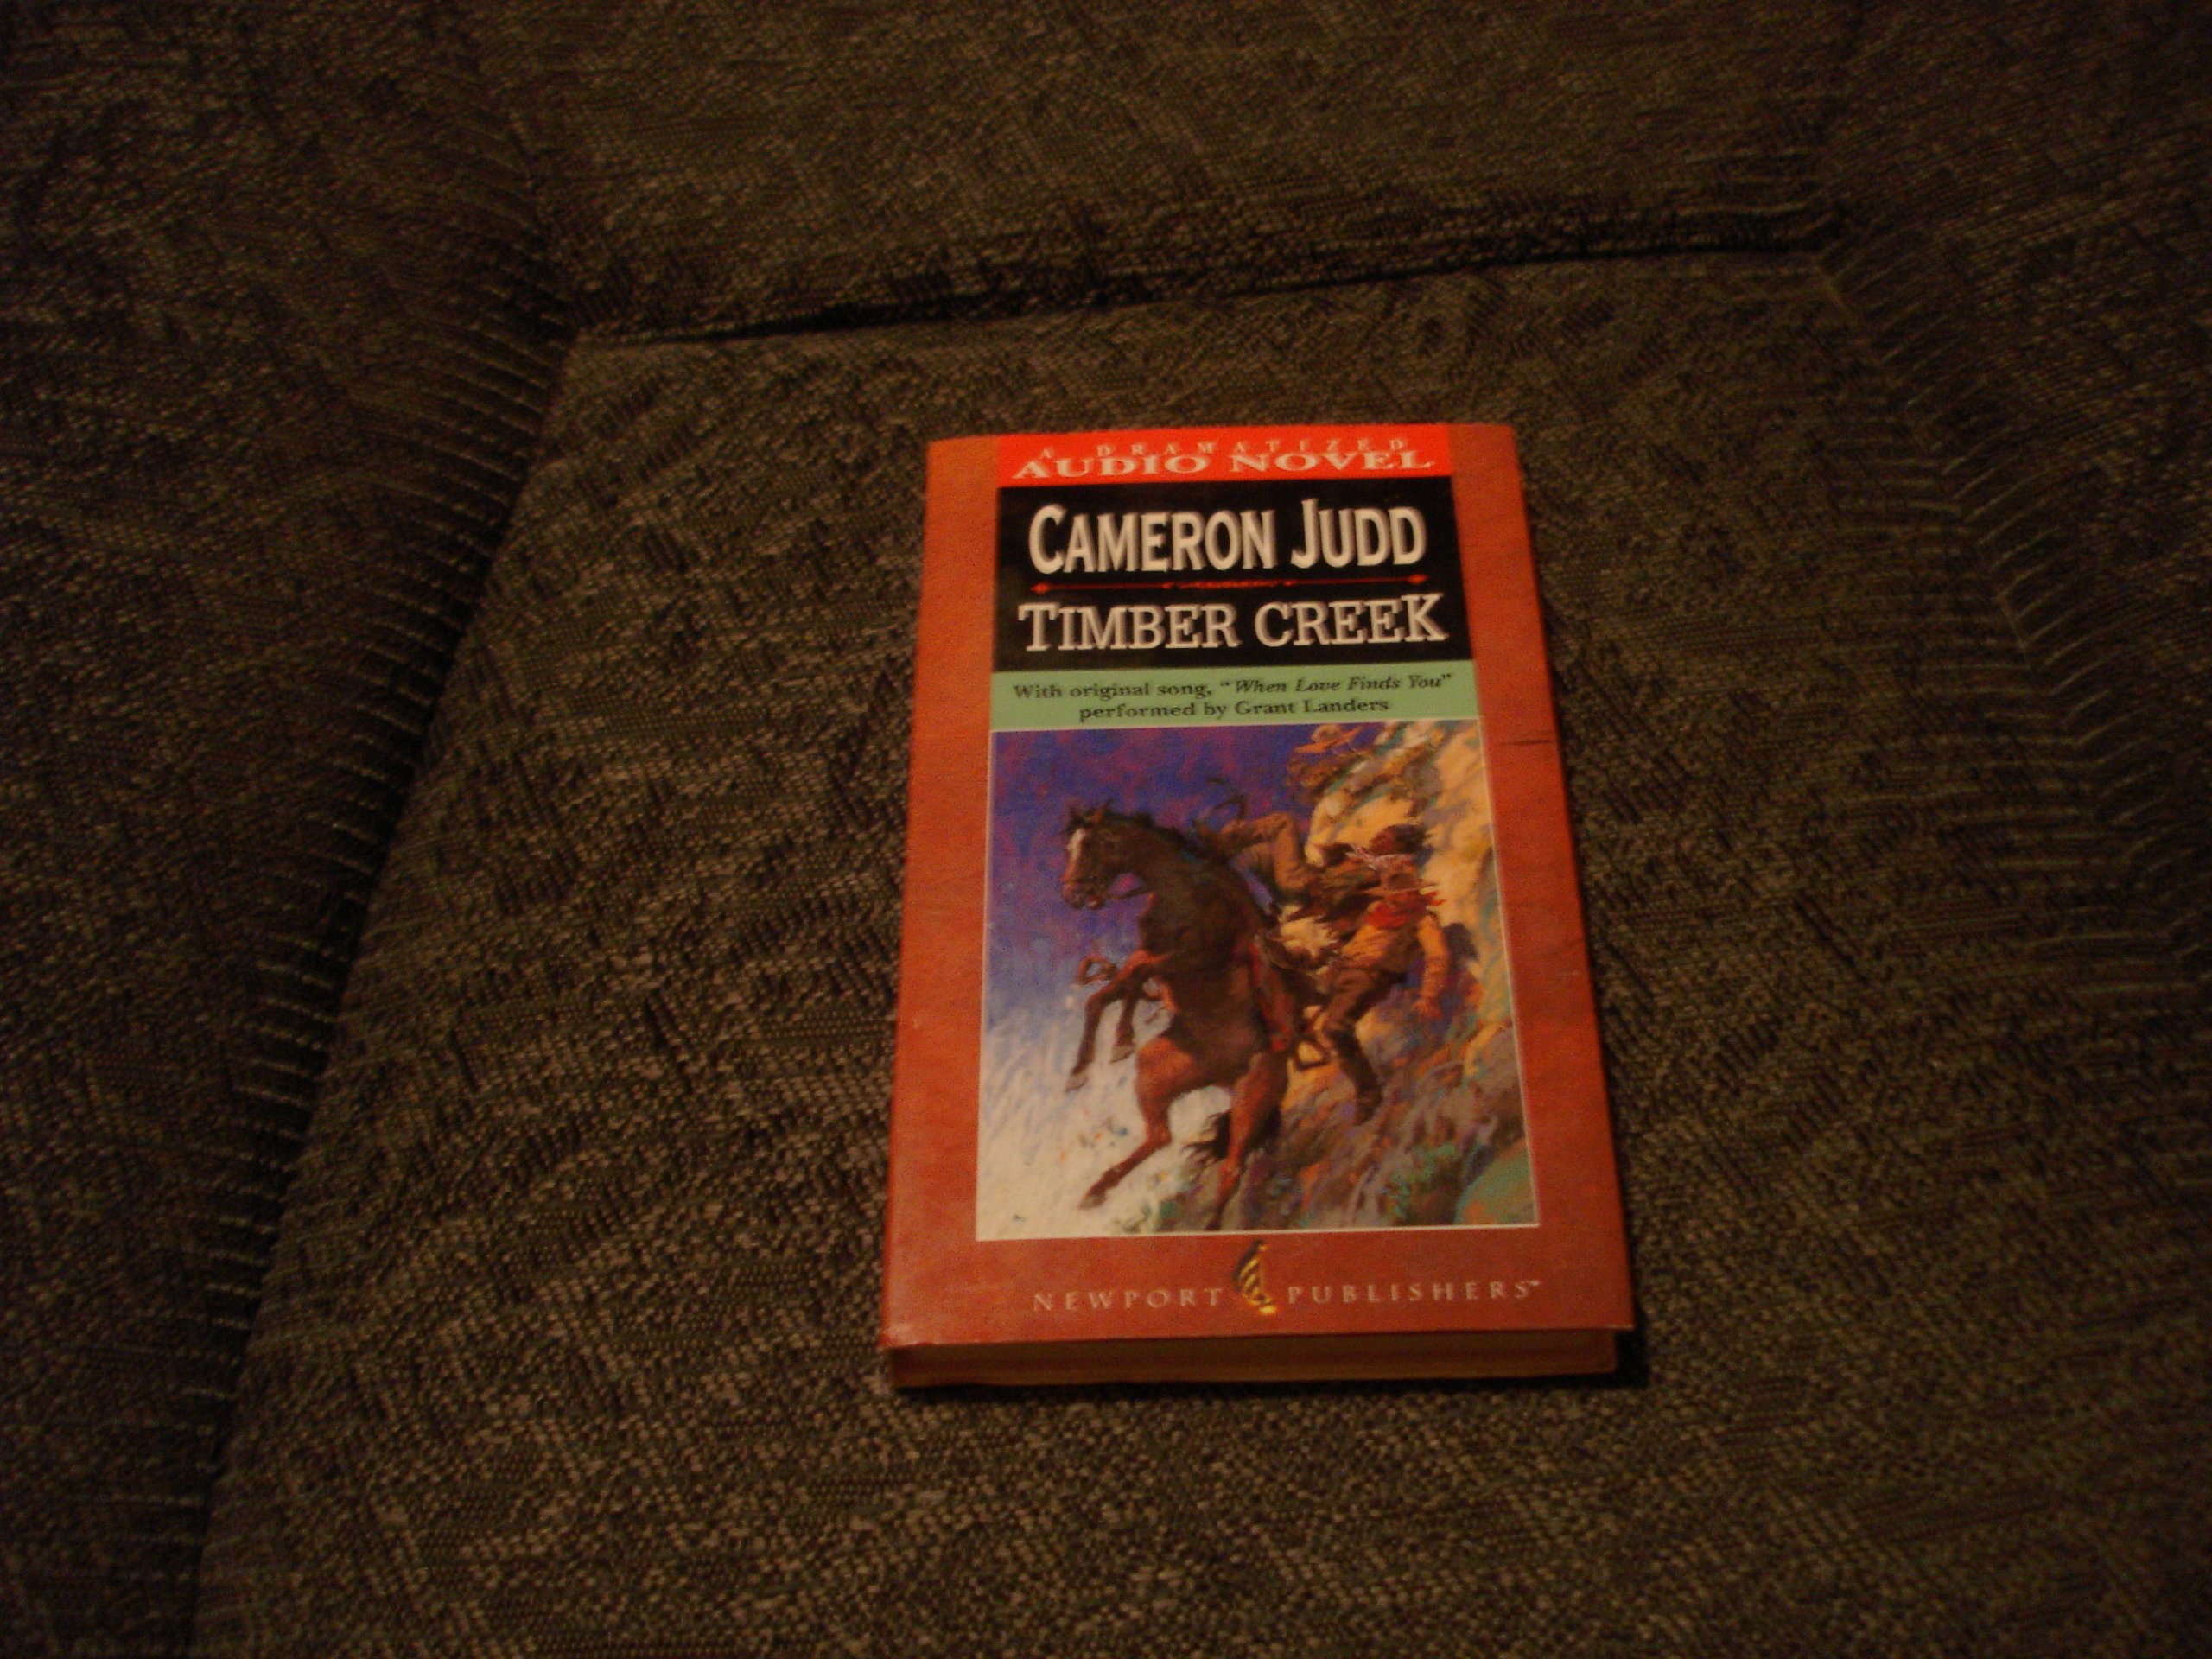 A DRAMATIZED
AUDIO NOVEL
CAMERON JUDD
TIMBER CREEK
With original song, "When Love Finds You"
performed by Grant Landers
NEWPORT PUBLISHERS™